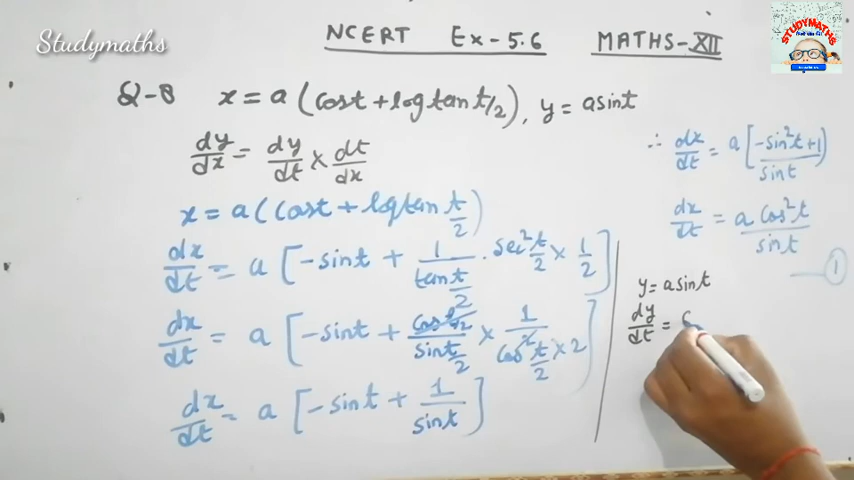 Studymaths
NCERT Ex-5.6 MATHS-XII
STUDYMATHS
Q-8 x = a (cost + log tan t/2), y = asint
dy/dx = dy/dt × dt/dx
x = a (cost + log tan t/2)
dx/dt = a [-sint + 1/tan t/2 . sec² t/2 × 1/2]
dx/dt = a [-sint + cos t/2/sin t/2 × 1/cos² t/2 × 2]
dx/dt = a [-sint + 1/sint]
∴ dx/dt = a [-sin²t+1/sint]
dx/dt = a cos²t/sint
1
y = asint
dy/dt =